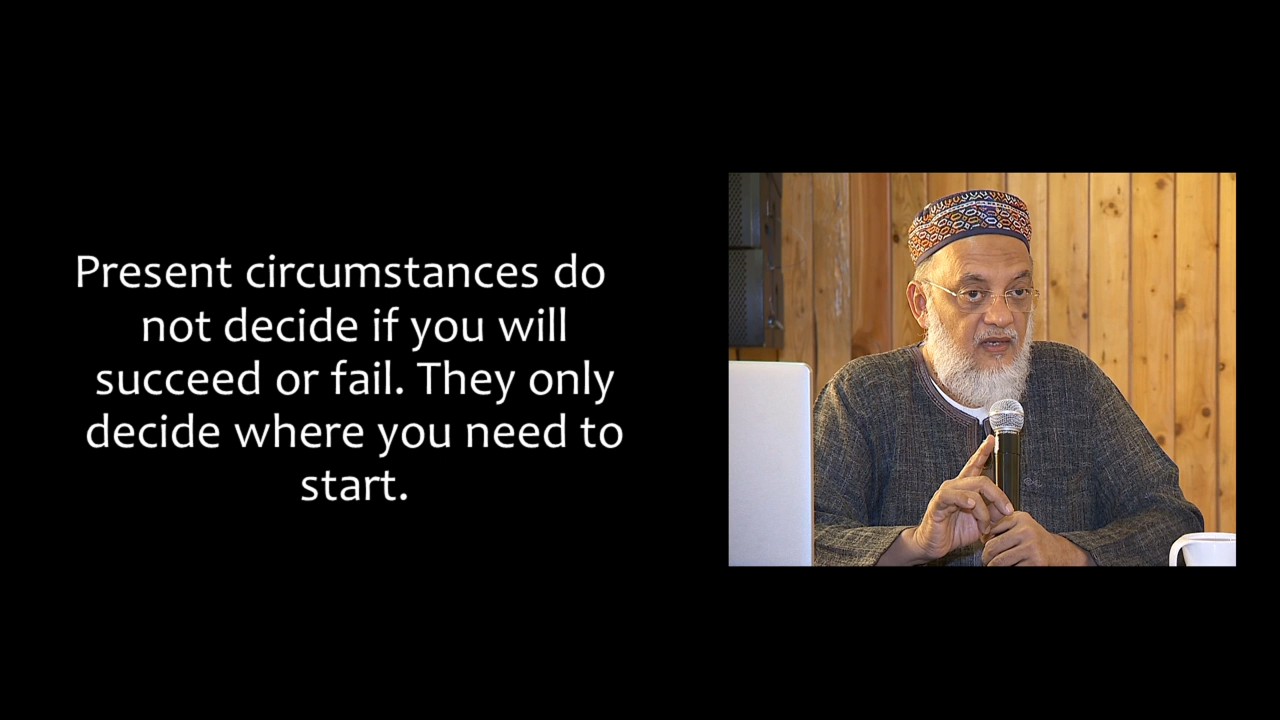 Present circumstances do
not decide if you will
succeed or fail. They only
decide where you need to
start.